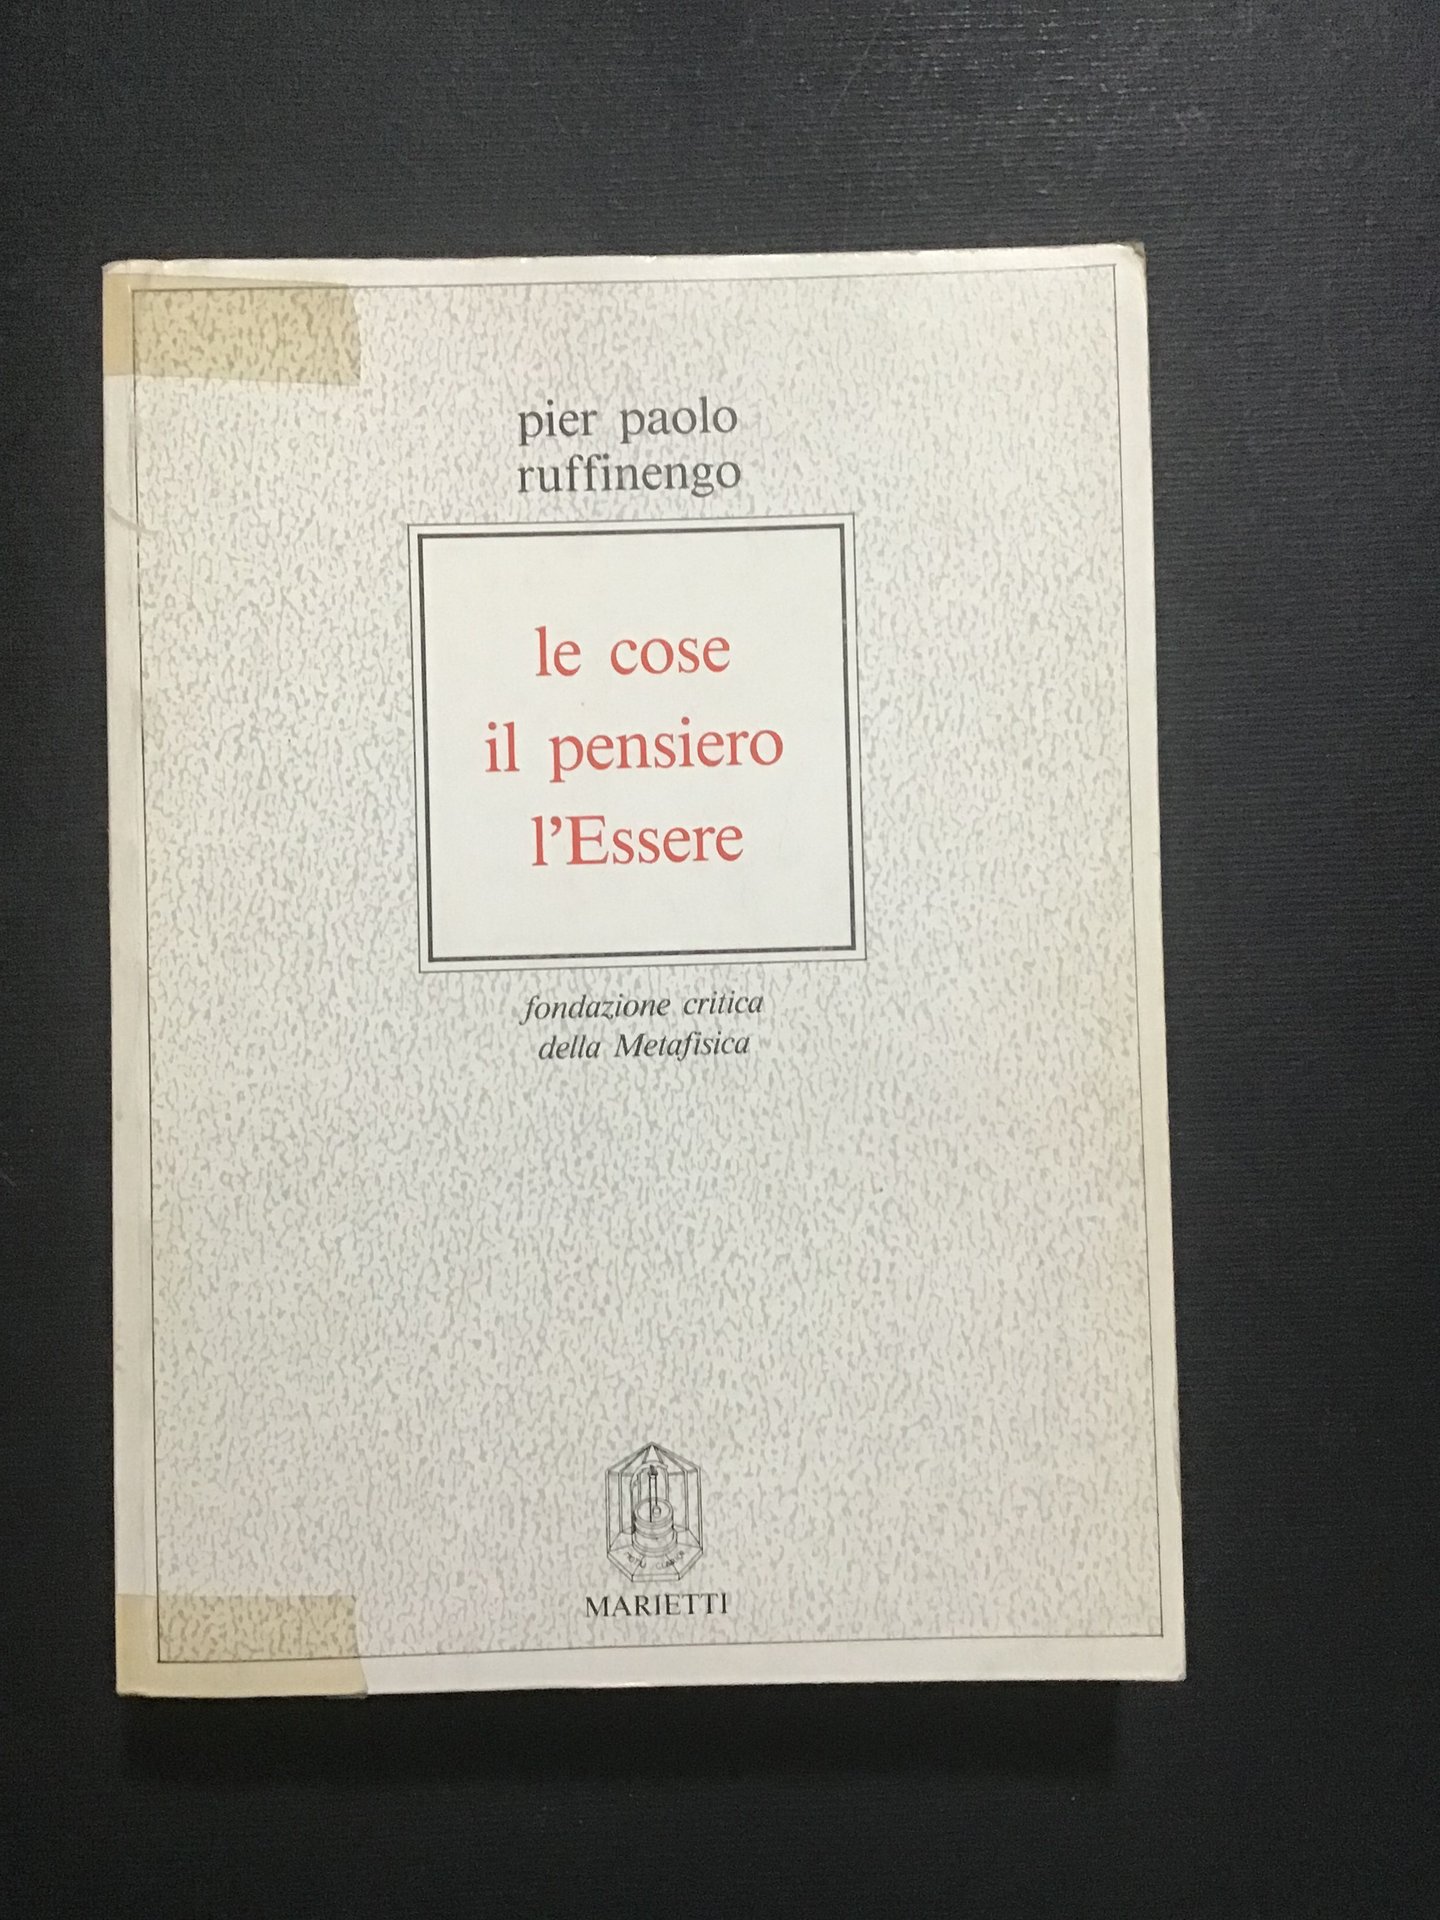 pier paolo
ruffinengo
le cose
il pensiero
l'Essere
fondazione critica
della Metafisica
MARIETTI